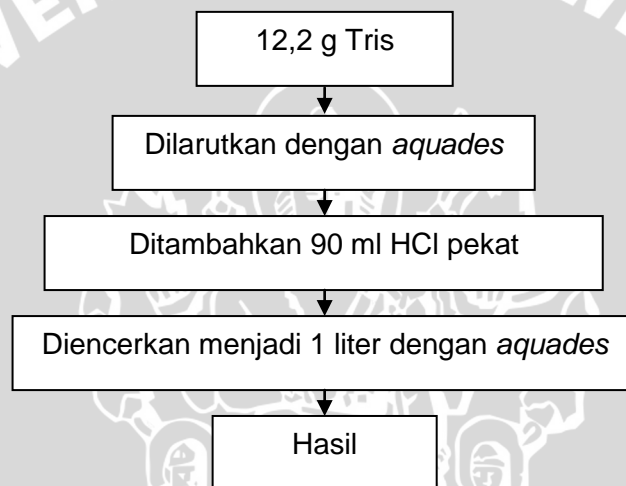 12,2 g Tris
Dilarutkan dengan aquades
Ditambahkan 90 ml HCl pekat
Diencerkan menjadi 1 liter dengan aquades
Hasil